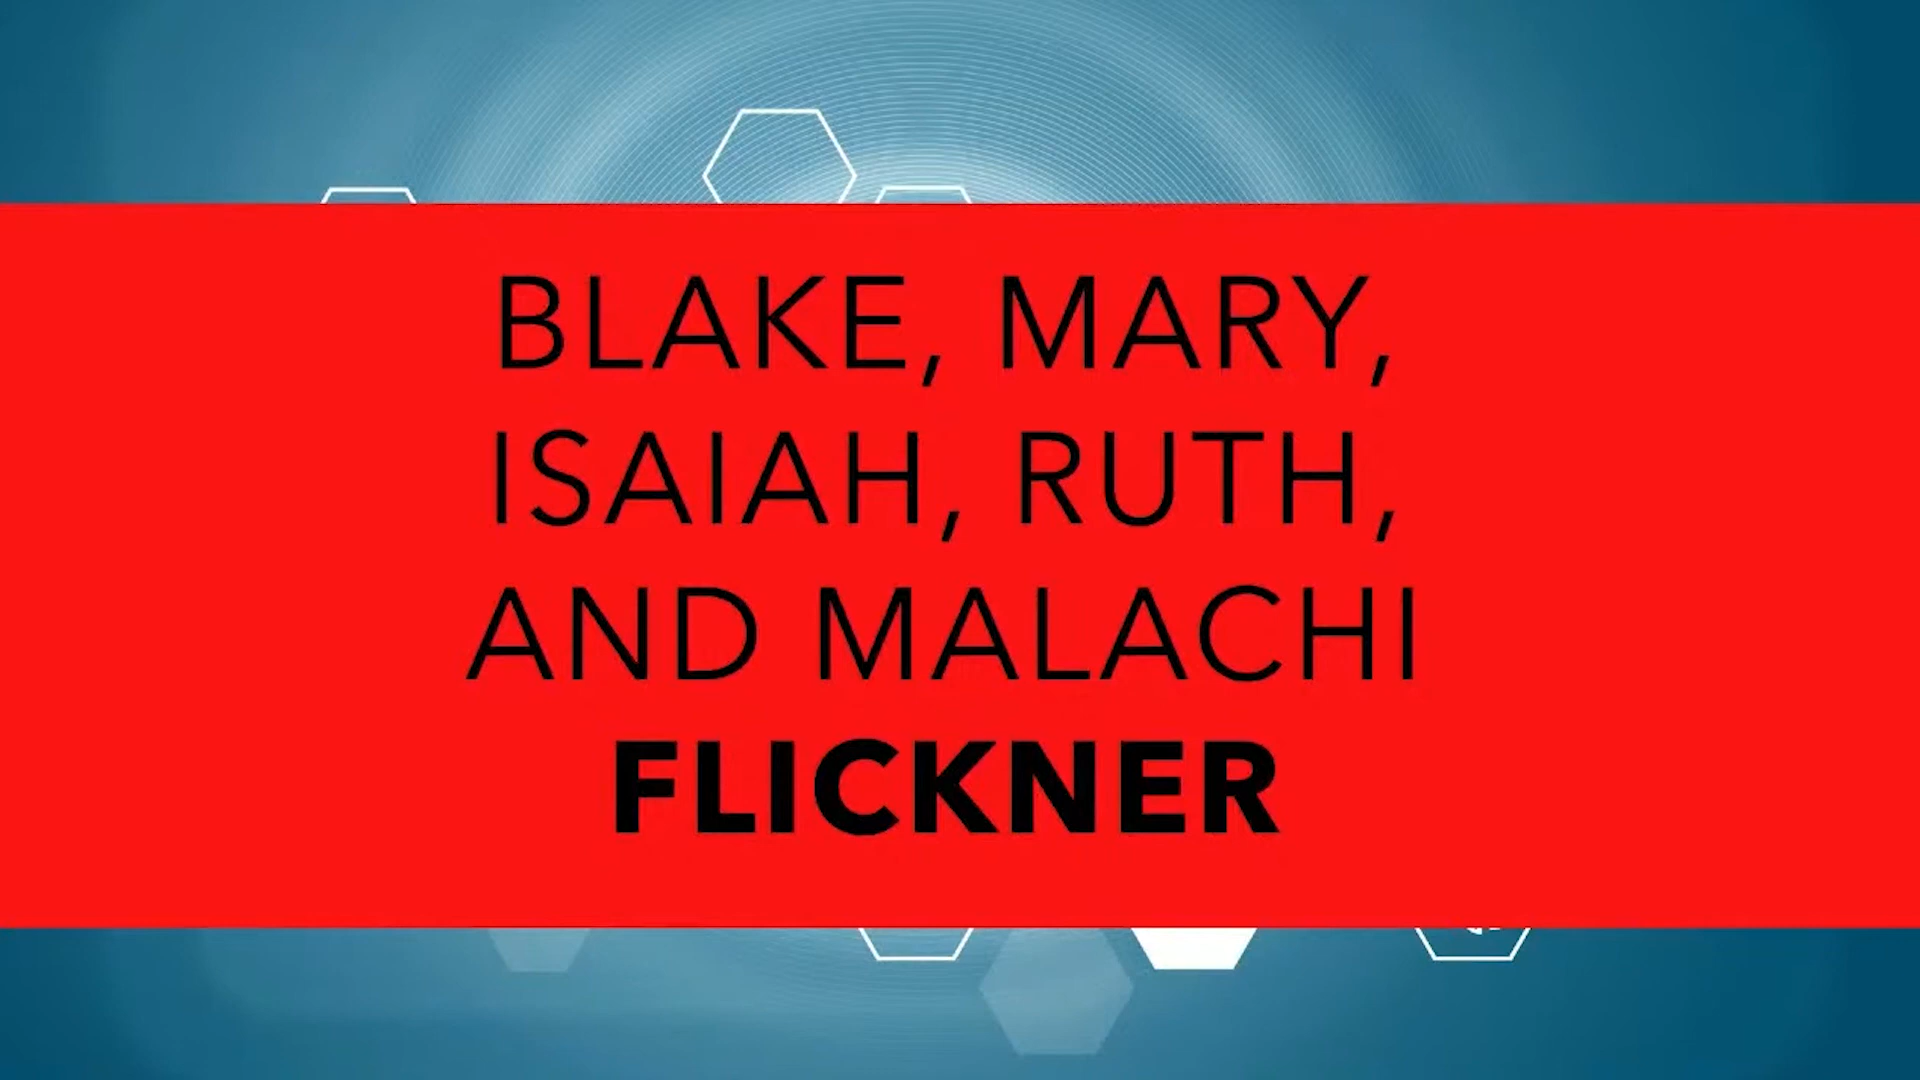 BLAKE, MARY,
ISAIAH, RUTH,
AND MALACHI
FLICKNER